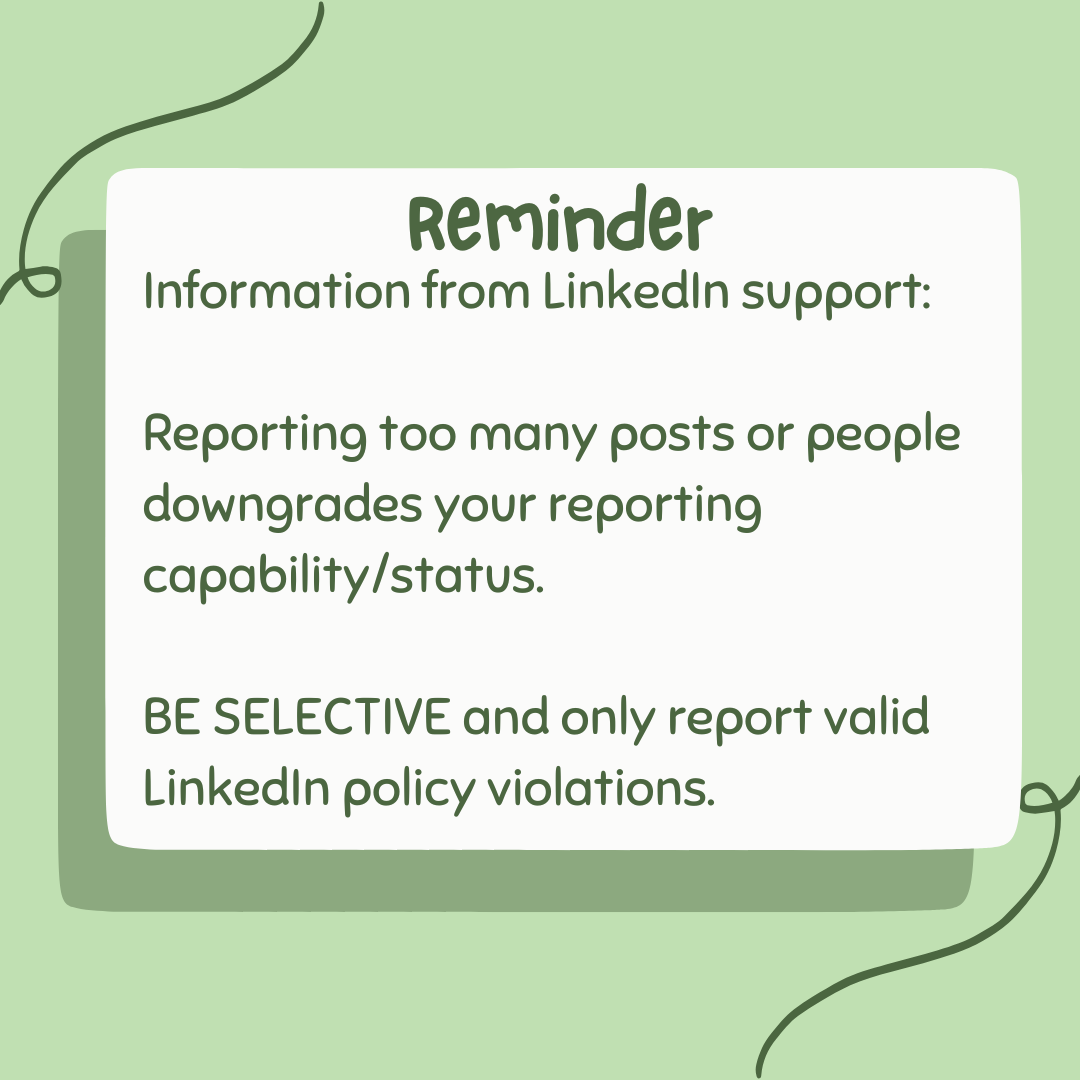 Reminder
Information from LinkedIn support:
Reporting too many posts or people
downgrades your reporting
capability/status.
BE SELECTIVE and only report valid
LinkedIn policy violations.